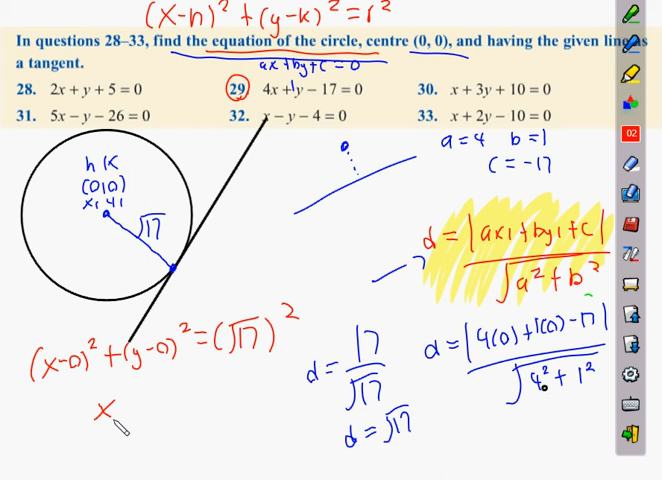 (x-h)² + (y-k)² = r²
In questions 28–33, find the equation of the circle, centre (0, 0), and having the given line as
a tangent.
ax+by+c=0
28. 2x + y + 5 = 0
29. 4x + 1y − 17 = 0
30. x + 3y + 10 = 0
31. 5x − y − 26 = 0
32. x − y − 4 = 0
33. x + 2y − 10 = 0
a=4 b=1
c=-17
h k
(0,0)
x1 y1
√17
d = |ax1+by1+c|
√a²+b²
(x-0)²+(y-0)²=(√17)²
d = 17
√17
d=√17
d = |4(0)+1(0)-17|
√4²+1²
x
02